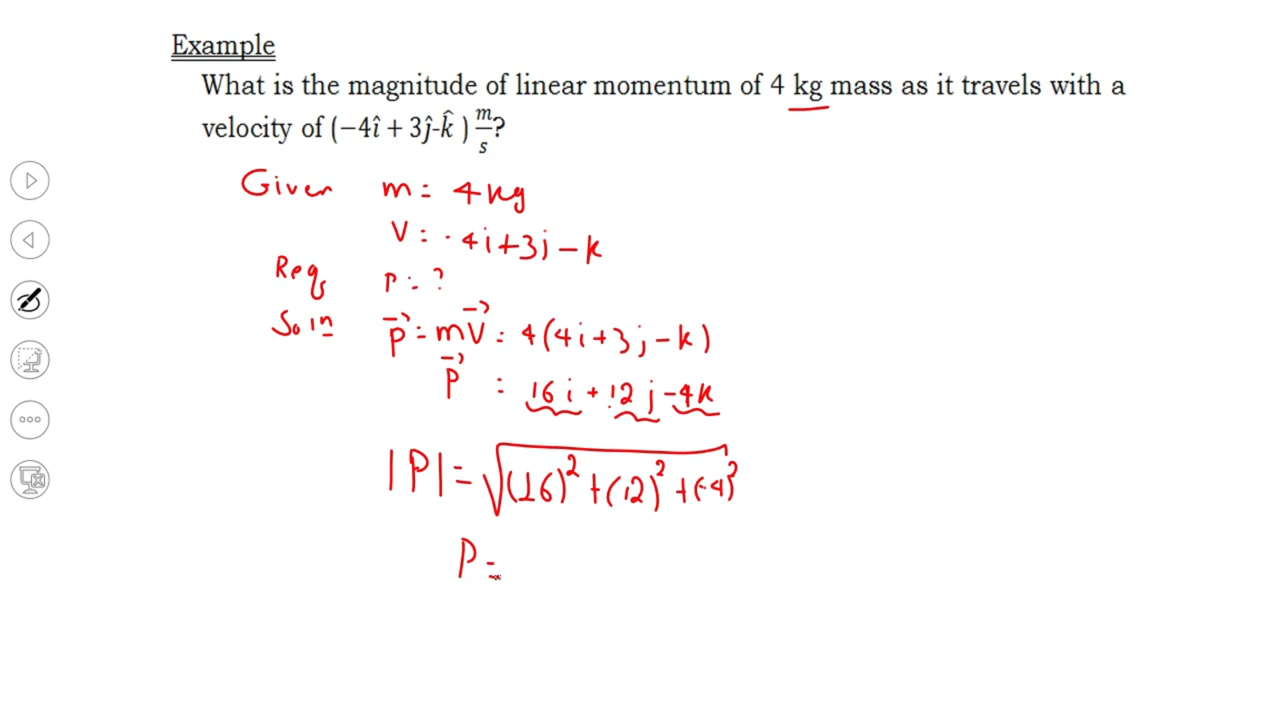 Example
What is the magnitude of linear momentum of 4 kg mass as it travels with a
velocity of (−4î + 3ĵ-k̂ ) m/s?
Given m = 4kg
V = -4i+3j-k
Req p = ?
Soln p⃗ = mV⃗ = 4(4i+3j-k)
P⃗ = 16i + 12j - 4k
|P| = √((16)² + (12)² + (-4)²)
P =